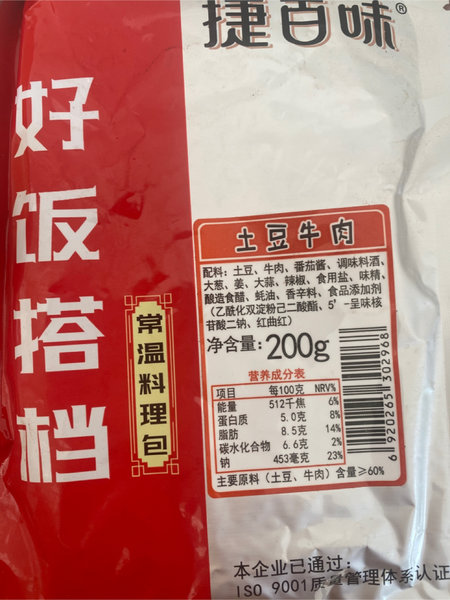 捷百味®
好饭搭档
常温料理包
土豆牛肉
配料：土豆、牛肉、番茄酱、调味料酒、
大葱、姜、大蒜、辣椒、食用盐、味精、
酿造食醋、蚝油、香辛料、食品添加剂
（乙酰化双淀粉己二酸酯、5’-呈味核
苷酸二钠、红曲红）
净含量：200g
营养成分表
项目 每100克 NRV%
能量 512千焦 6%
蛋白质 5.0克 8%
脂肪 8.5克 14%
碳水化合物 6.6克 2%
钠 453毫克 23%
主要原料（土豆、牛肉）含量≥60%
6920265302968
本企业已通过：
ISO 9001质量管理体系认证